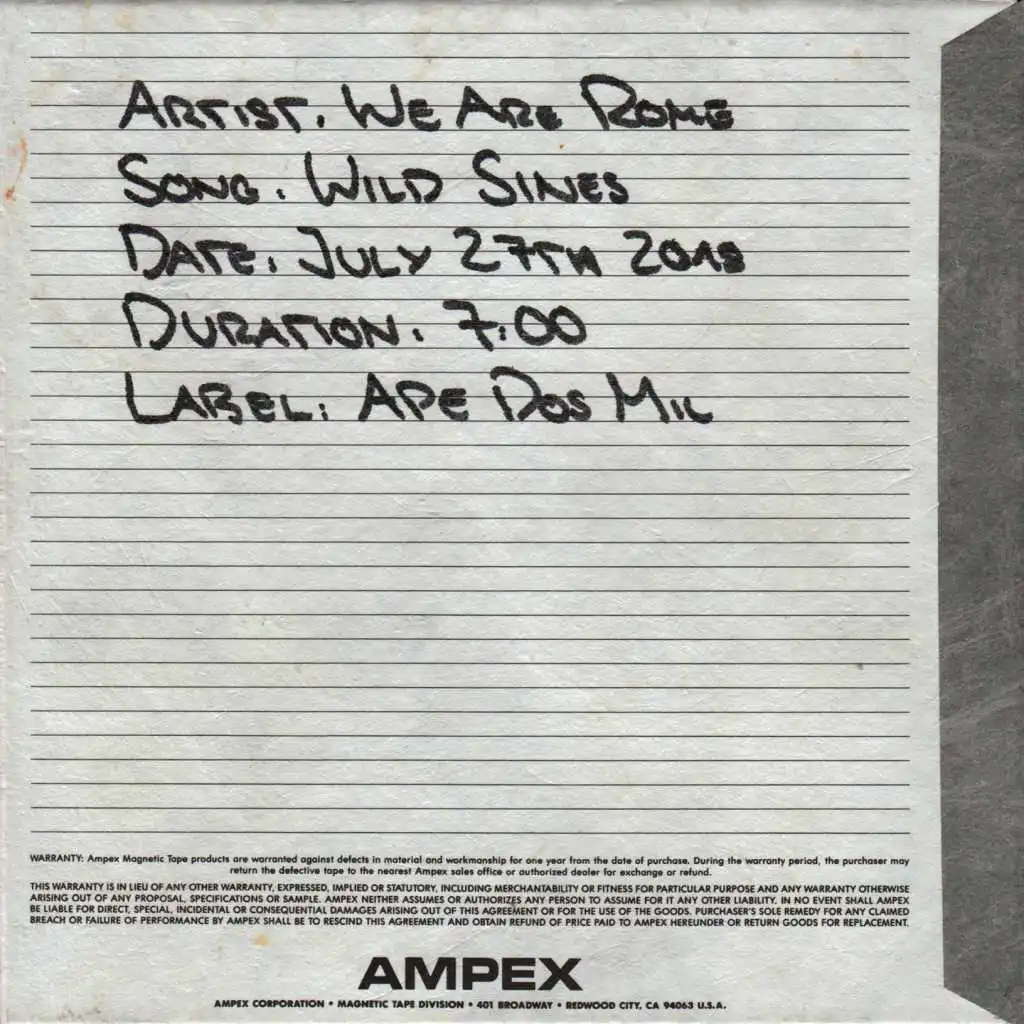 ARTIST: WE ARE ROME
SONG: WILD SINES
DATE: JULY 27TH 2018
DURATION: 7:00
LABEL: APE DOS MIL
WARRANTY: Ampex Magnetic Tape products are warranted against defects in material and workmanship for one year from the date of purchase. During the warranty period, the purchaser may
return the defective tape to the nearest Ampex sales office or authorized dealer for exchange or refund.
THIS WARRANTY IS IN LIEU OF ANY OTHER WARRANTY, EXPRESSED, IMPLIED OR STATUTORY, INCLUDING MERCHANTABILITY OR FITNESS FOR PARTICULAR PURPOSE AND ANY WARRANTY OTHERWISE
ARISING OUT OF ANY PROPOSAL, SPECIFICATIONS OR SAMPLE. AMPEX NEITHER ASSUMES OR AUTHORIZES ANY PERSON TO ASSUME FOR IT ANY OTHER LIABILITY. IN NO EVENT SHALL AMPEX
BE LIABLE FOR DIRECT, SPECIAL, INCIDENTAL OR CONSEQUENTIAL DAMAGES ARISING OUT OF THIS AGREEMENT OR FOR THE USE OF THE GOODS. PURCHASER'S SOLE REMEDY FOR ANY CLAIMED
BREACH OR FAILURE OF PERFORMANCE BY AMPEX SHALL BE TO RESCIND THIS AGREEMENT AND OBTAIN REFUND OF PRICE PAID TO AMPEX HEREUNDER OR RETURN GOODS FOR REPLACEMENT.
AMPEX
AMPEX CORPORATION • MAGNETIC TAPE DIVISION • 401 BROADWAY • REDWOOD CITY, CA 94063 U.S.A.